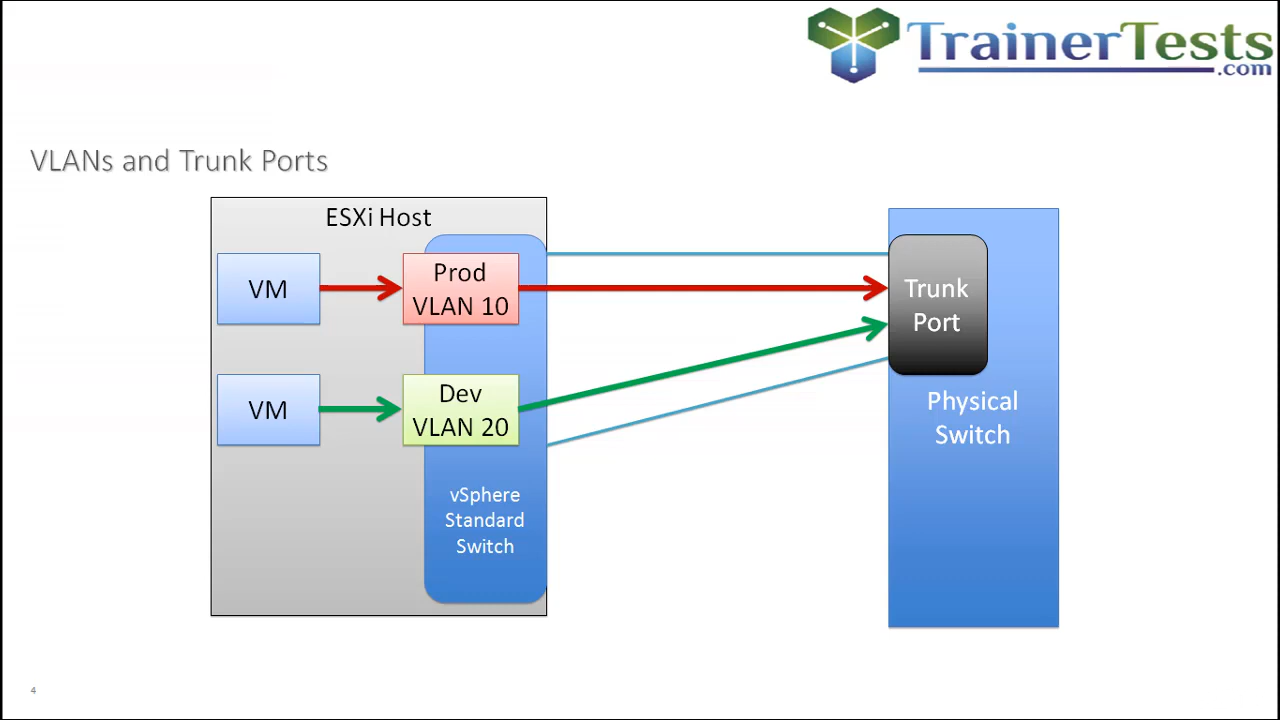 TrainerTests
.com
VLANs and Trunk Ports
ESXi Host
VM
Prod
VLAN 10
VM
Dev
VLAN 20
vSphere
Standard
Switch
Trunk
Port
Physical
Switch
4